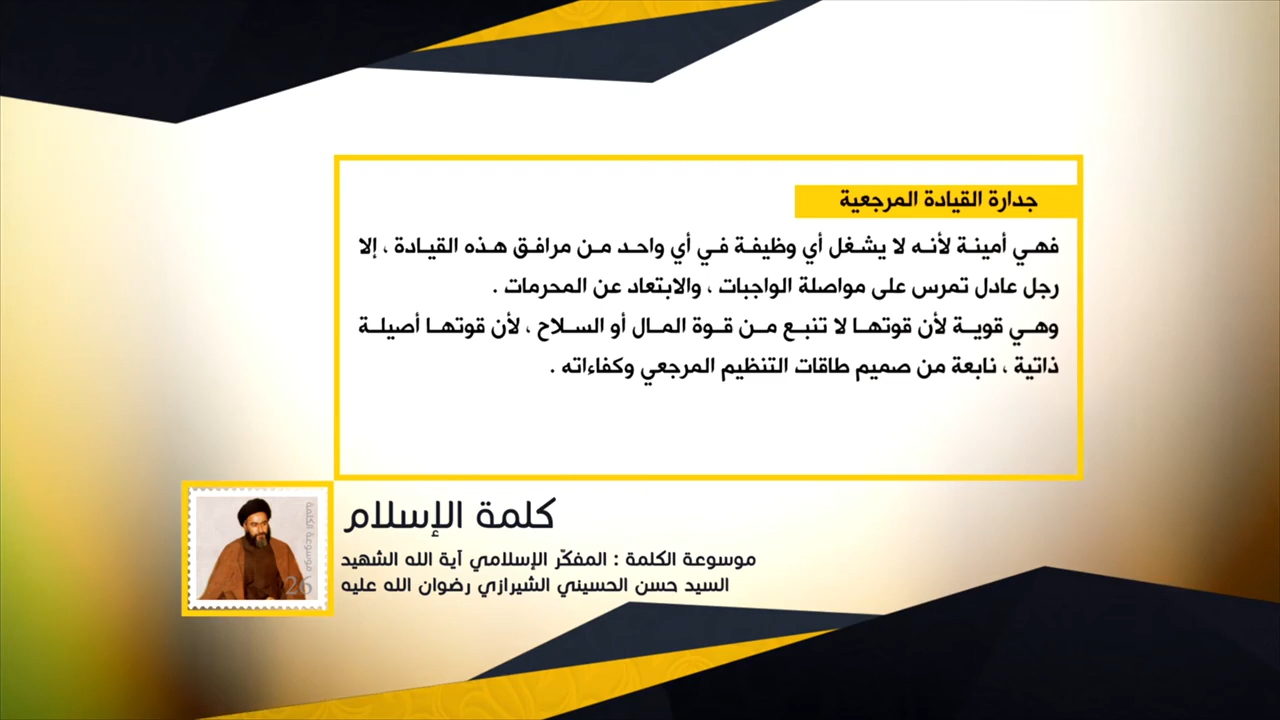 جدارة القيادة المرجعية
فهي أمينة لأنه لا يشغل أي وظيفة في أي واحد من مرافق هذه القيادة ، إلا
رجل عادل تمرس على مواصلة الواجبات ، والابتعاد عن المحرمات .
وهي قوية لأن قوتها لا تنبع من قوة المال أو السلاح ، لأن قوتها أصيلة
ذاتية ، نابعة من صميم طاقات التنظيم المرجعي وكفاءاته .
كلمة الإسلام
موسوعة الكلمة : المفكّر الإسلامي آية الله الشهيد
السيد حسن الحسيني الشيرازي رضوان الله عليه
موسوعة الكلمة
26